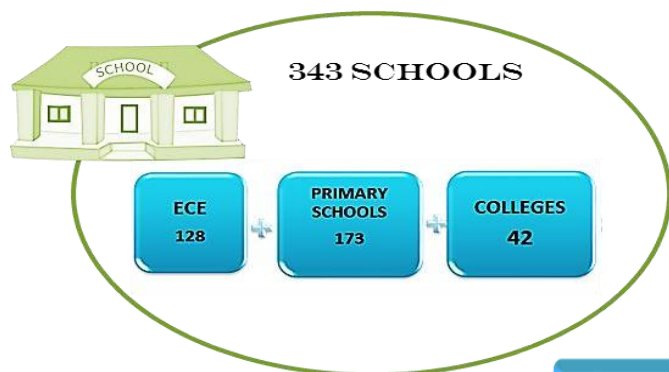 SCHOOL
343 SCHOOLS
ECE
128
+
PRIMARY
SCHOOLS
173
+
COLLEGES
42